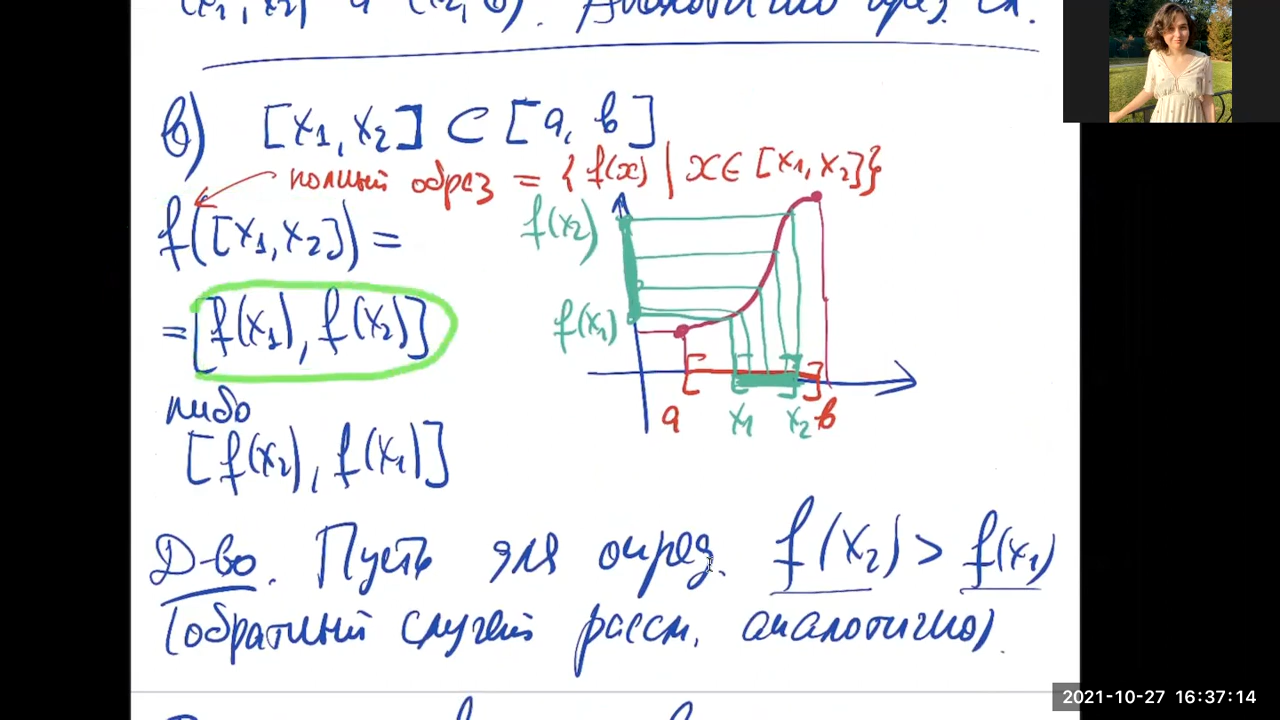 в) [x₁, x₂] ⊂ [a, b]
полный образ = { f(x) | x ∈ [x₁, x₂]}
f([x₁, x₂]) =
= [f(x₁), f(x₂)]
либо
[f(x₂), f(x₁)]
f(x₂)
f(x₁)
a x₁ x₂ b
Д-во. Пусть для опред. f(x₂) > f(x₁)
(обратный случай рассм. аналогично).
2021-10-27 16:37:14